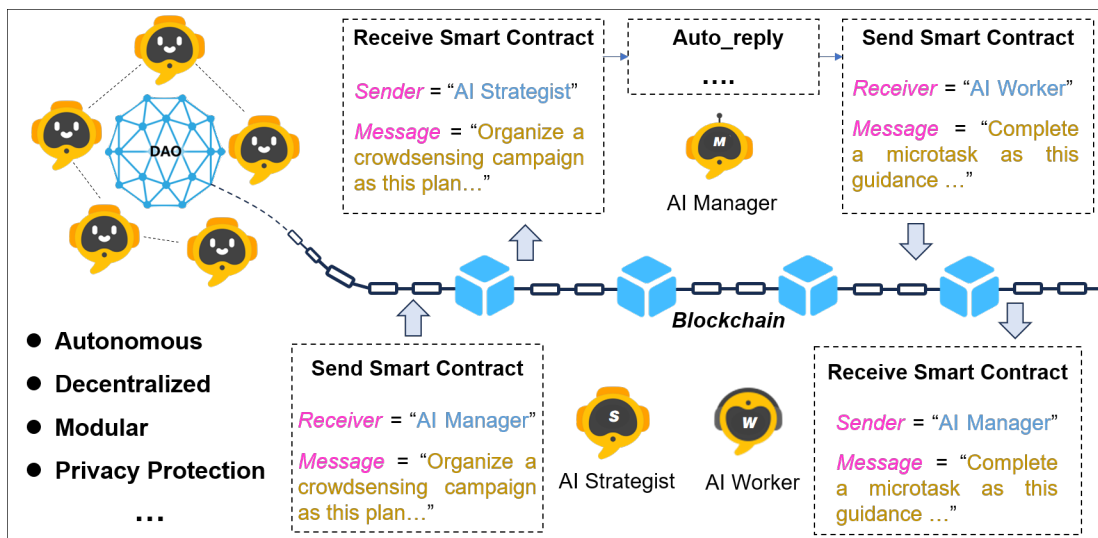 DAO
Receive Smart Contract
Sender = “AI Strategist”
Message = “Organize a
crowdsensing campaign
as this plan…”
Auto_reply
….
M
AI Manager
Send Smart Contract
Receiver = “AI Worker”
Message = “Complete
a microtask as this
guidance …”
Blockchain
Autonomous
Decentralized
Modular
Privacy Protection
…
Send Smart Contract
Receiver = “AI Manager”
Message = “Organize a
crowdsensing campaign
as this plan…”
S
AI Strategist
W
AI Worker
Receive Smart Contract
Sender = “AI Manager”
Message = “Complete
a microtask as this
guidance …”